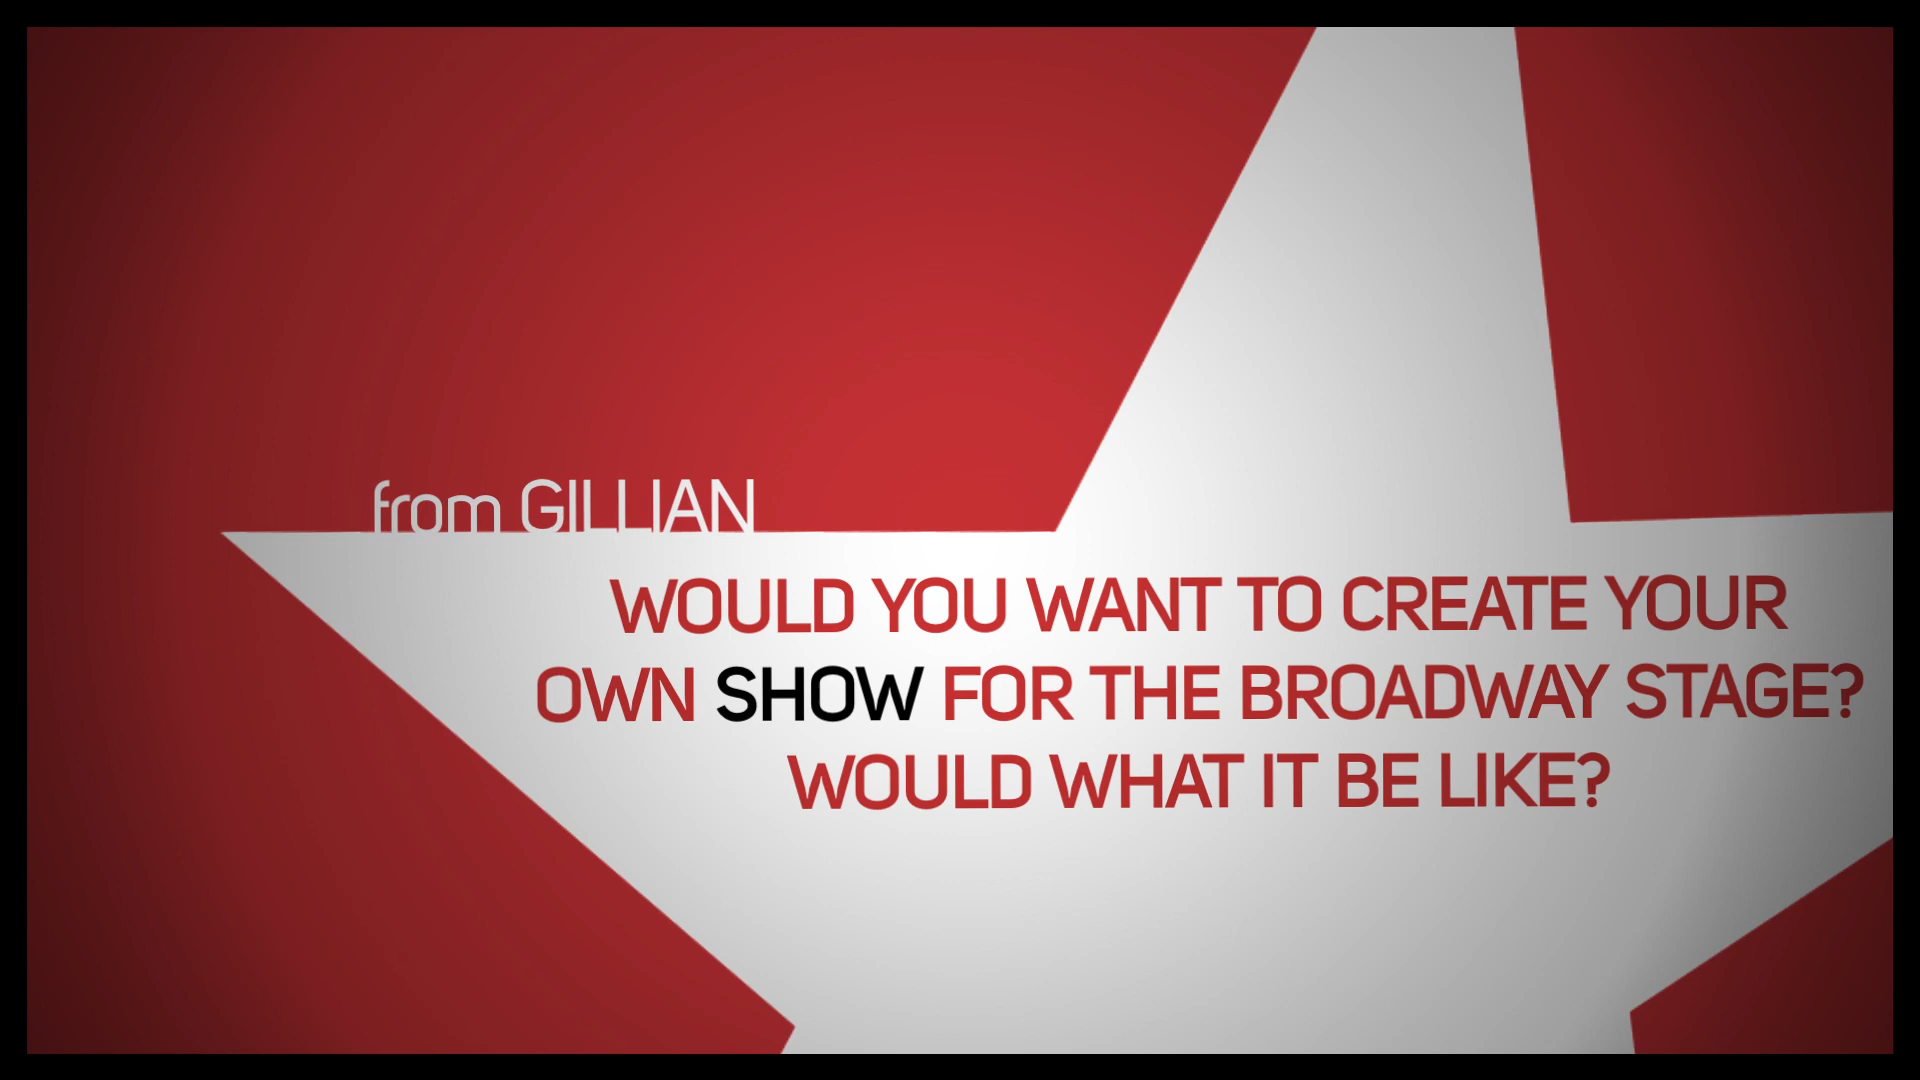 from GILLIAN
WOULD YOU WANT TO CREATE YOUR
OWN SHOW FOR THE BROADWAY STAGE?
WOULD WHAT IT BE LIKE?